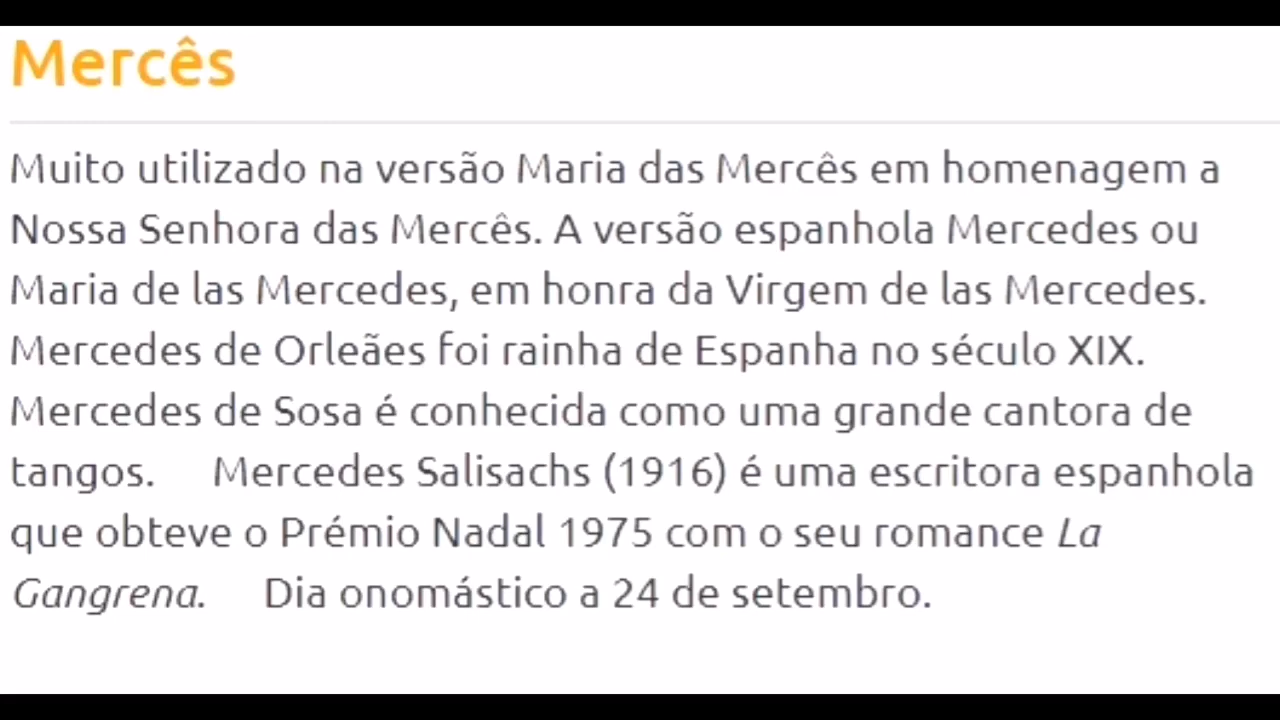 Mercês
Muito utilizado na versão Maria das Mercês em homenagem a
Nossa Senhora das Mercês. A versão espanhola Mercedes ou
Maria de las Mercedes, em honra da Virgem de las Mercedes.
Mercedes de Orleães foi rainha de Espanha no século XIX.
Mercedes de Sosa é conhecida como uma grande cantora de
tangos. Mercedes Salisachs (1916) é uma escritora espanhola
que obteve o Prémio Nadal 1975 com o seu romance La
Gangrena. Dia onomástico a 24 de setembro.